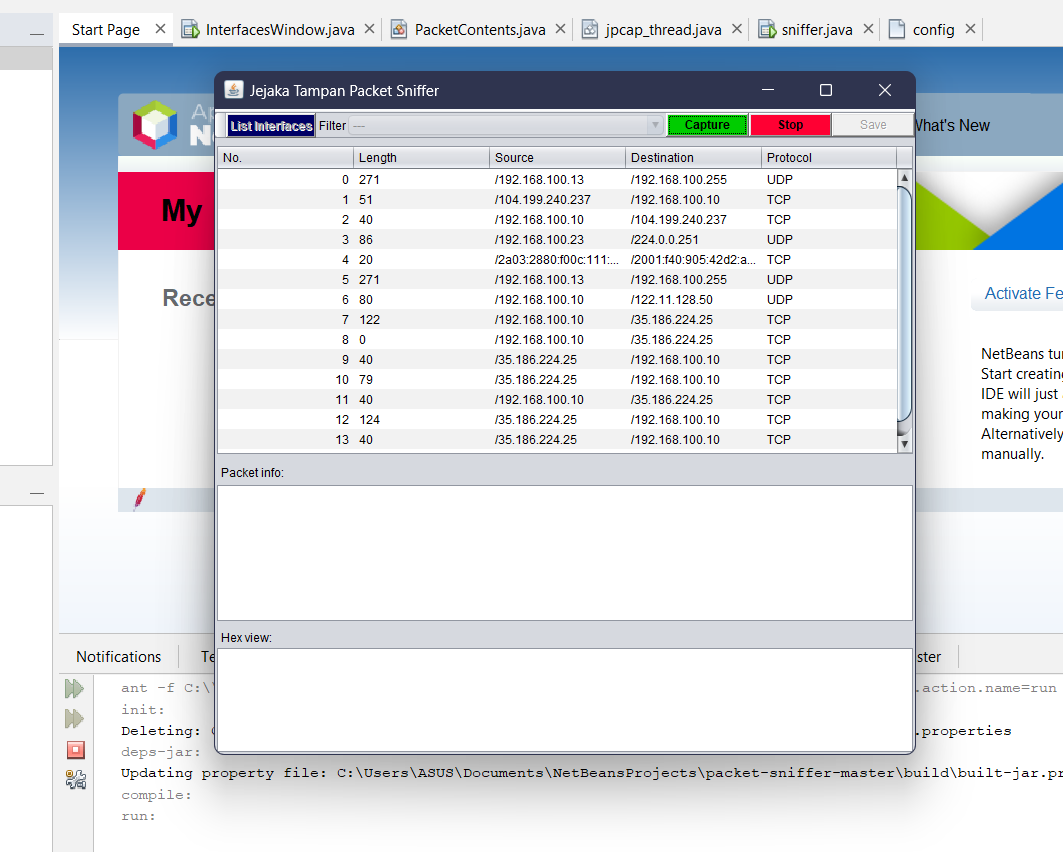 Start Page InterfacesWindow.java PacketContents.java jpcap_thread.java sniffer.java config
Jejaka Tampan Packet Sniffer
List Interfaces Filter --- Capture Stop Save What's New
No. Length Source Destination Protocol
0 271 /192.168.100.13 /192.168.100.255 UDP
1 51 /104.199.240.237 /192.168.100.10 TCP
2 40 /192.168.100.10 /104.199.240.237 TCP
3 86 /192.168.100.23 /224.0.0.251 UDP
4 20 /2a03:2880:f00c:111:... /2001:f40:905:42d2:a... TCP
5 271 /192.168.100.13 /192.168.100.255 UDP
6 80 /192.168.100.10 /122.11.128.50 UDP
7 122 /192.168.100.10 /35.186.224.25 TCP
8 0 /192.168.100.10 /35.186.224.25 TCP
9 40 /35.186.224.25 /192.168.100.10 TCP
10 79 /35.186.224.25 /192.168.100.10 TCP
11 40 /192.168.100.10 /35.186.224.25 TCP
12 124 /35.186.224.25 /192.168.100.10 TCP
13 40 /35.186.224.25 /192.168.100.10 TCP
Packet info:
Hex view:
My
Rece
Activate Fe
NetBeans tu
Start creating
IDE will just
making your
Alternatively
manually.
Notifications Te ster
ant -f C:\ .action.name=run
init:
Deleting: .properties
deps-jar:
Updating property file: C:\Users\ASUS\Documents\NetBeansProjects\packet-sniffer-master\build\built-jar.pr
compile:
run: